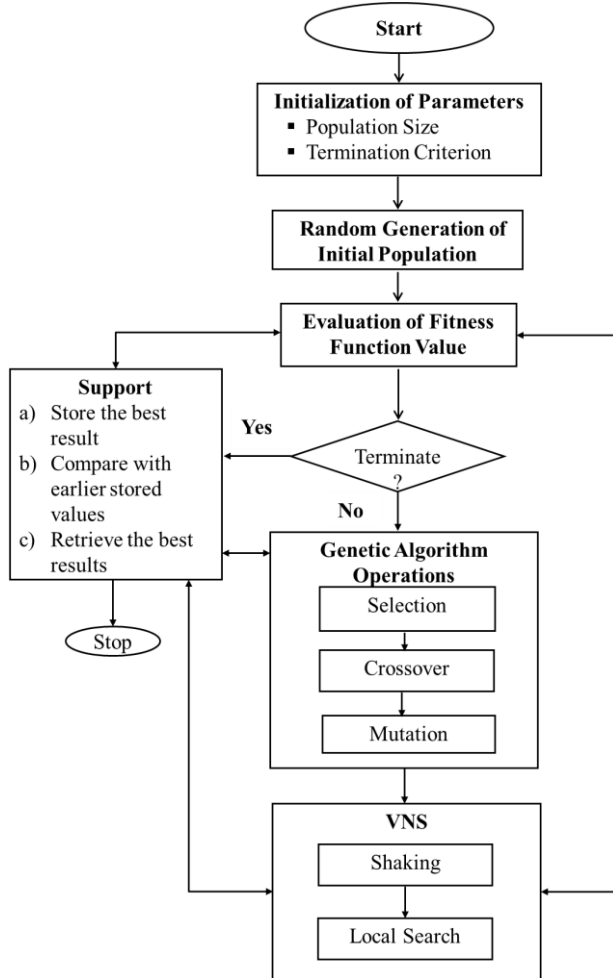 Start
Initialization of Parameters
▪ Population Size
▪ Termination Criterion
Random Generation of
Initial Population
Evaluation of Fitness
Function Value
Support
a) Store the best
result
b) Compare with
earlier stored
values
c) Retrieve the best
results
Yes
Terminate
?
No
Stop
Genetic Algorithm
Operations
Selection
Crossover
Mutation
VNS
Shaking
Local Search